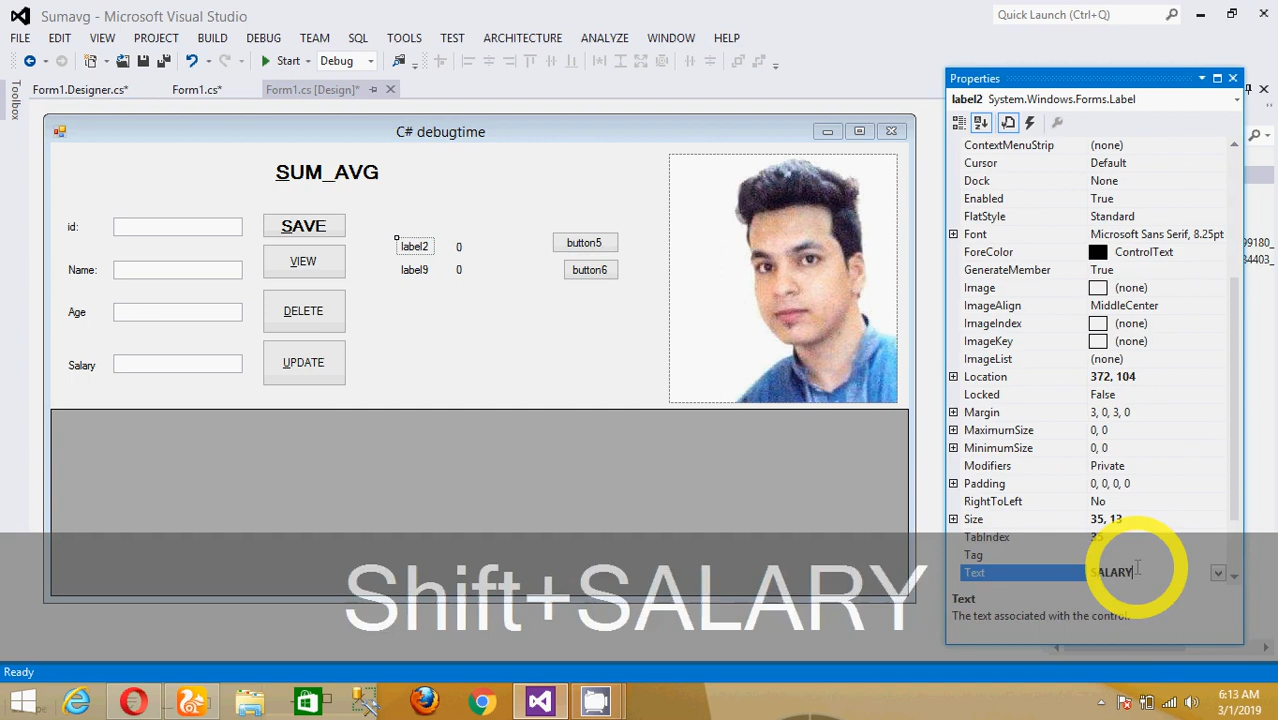 Sumavg - Microsoft Visual Studio
Quick Launch (Ctrl+Q)
FILE EDIT VIEW PROJECT BUILD DEBUG TEAM SQL TOOLS TEST ARCHITECTURE ANALYZE WINDOW HELP
Start Debug
Toolbox
Form1.Designer.cs* Form1.cs* Form1.cs [Design]*
C# debugtime
SUM_AVG
id: SAVE
label2 0 button5
VIEW
Name: label9 0 button6
Age DELETE
Salary UPDATE
Properties
label2 System.Windows.Forms.Label
ContextMenuStrip (none)
Cursor Default
Dock None
Enabled True
FlatStyle Standard
Font Microsoft Sans Serif, 8.25pt
ForeColor ControlText
GenerateMember True
Image (none)
ImageAlign MiddleCenter
ImageIndex (none)
ImageKey (none)
ImageList (none)
Location 372, 104
Locked False
Margin 3, 0, 3, 0
MaximumSize 0, 0
MinimumSize 0, 0
Modifiers Private
Padding 0, 0, 0, 0
RightToLeft No
Size 35, 13
TabIndex 35
Tag
Text SALARY
Text
The text associated with the control.
99180_
84403_
Shift+SALARY
Ready
6:13 AM
3/1/2019